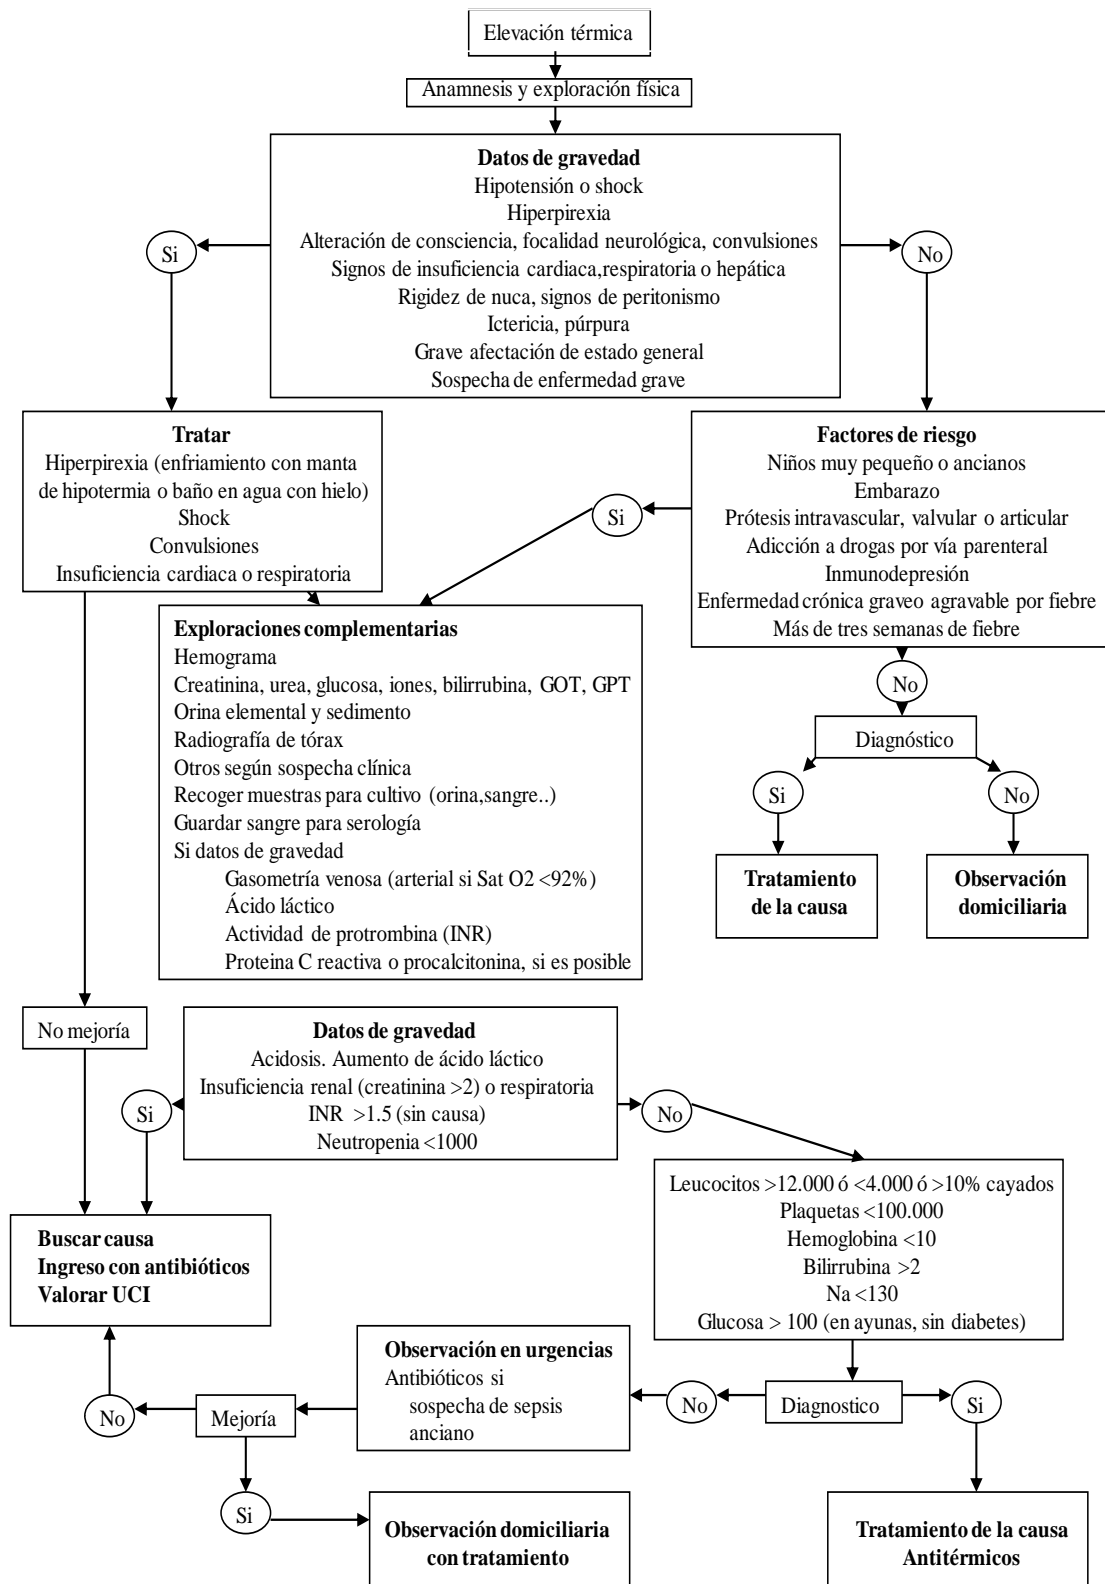 Elevación térmica
Anamnesis y exploración física
Datos de gravedad
Hipotensión o shock
Hiperpirexia
Alteración de consciencia, focalidad neurológica, convulsiones
Signos de insuficiencia cardiaca,respiratoria o hepática
Rigidez de nuca, signos de peritonismo
Ictericia, púrpura
Grave afectación de estado general
Sospecha de enfermedad grave
Si
No
Tratar
Hiperpirexia (enfriamiento con manta
de hipotermia o baño en agua con hielo)
Shock
Convulsiones
Insuficiencia cardiaca o respiratoria
Factores de riesgo
Niños muy pequeño o ancianos
Embarazo
Prótesis intravascular, valvular o articular
Adicción a drogas por vía parenteral
Inmunodepresión
Enfermedad crónica graveo agravable por fiebre
Más de tres semanas de fiebre
Si
No
Exploraciones complementarias
Hemograma
Creatinina, urea, glucosa, iones, bilirrubina, GOT, GPT
Orina elemental y sedimento
Radiografía de tórax
Otros según sospecha clínica
Recoger muestras para cultivo (orina,sangre..)
Guardar sangre para serología
Si datos de gravedad
Gasometría venosa (arterial si Sat O2 <92%)
Ácido láctico
Actividad de protrombina (INR)
Proteina C reactiva o procalcitonina, si es posible
Diagnóstico
Si
No
Tratamiento
de la causa
Observación
domiciliaria
No mejoría
Datos de gravedad
Acidosis. Aumento de ácido láctico
Insuficiencia renal (creatinina >2) o respiratoria
INR >1.5 (sin causa)
Neutropenia <1000
Si
No
Leucocitos >12.000 ó <4.000 ó >10% cayados
Plaquetas <100.000
Hemoglobina <10
Bilirrubina >2
Na <130
Glucosa > 100 (en ayunas, sin diabetes)
Buscar causa
Ingreso con antibióticos
Valorar UCI
Observación en urgencias
Antibióticos si
sospecha de sepsis
anciano
No
Mejoría
No
Diagnostico
Si
Si
Observación domiciliaria
con tratamiento
Tratamiento de la causa
Antitérmicos